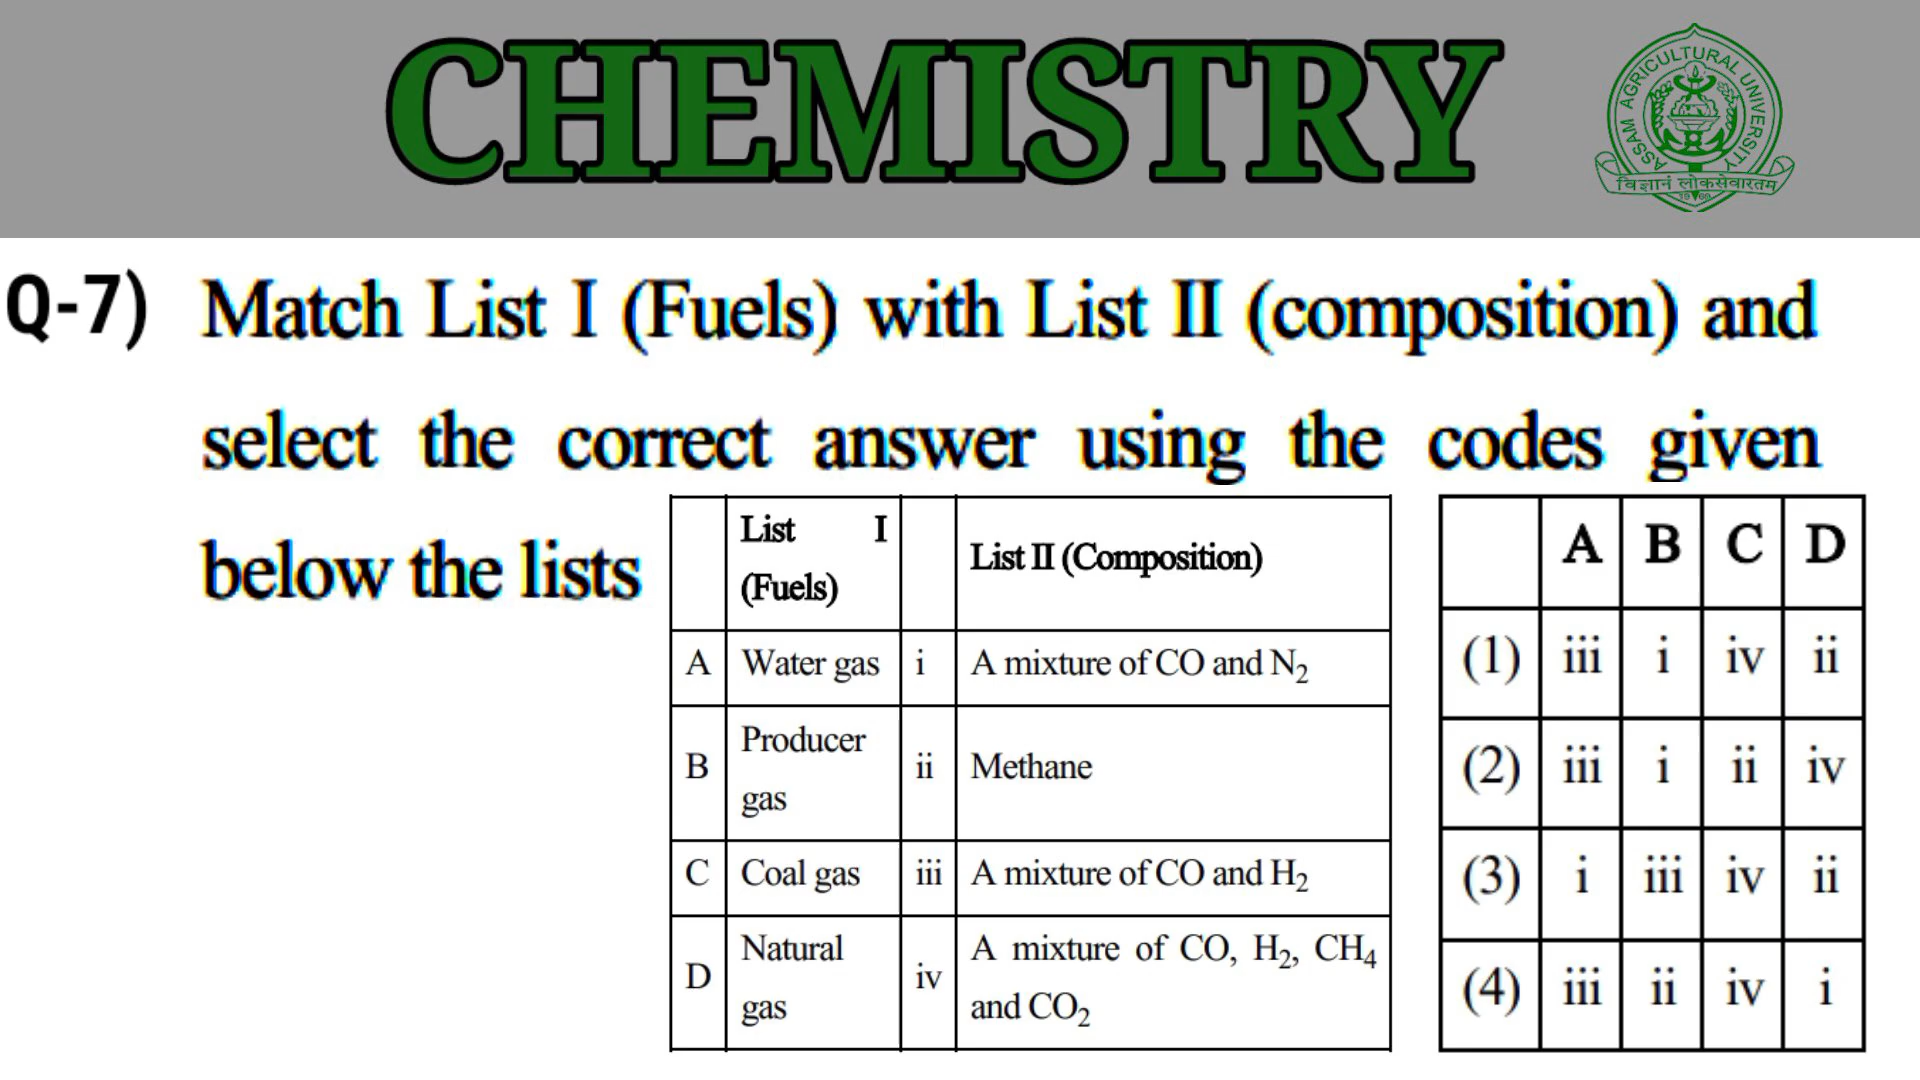 CHEMISTRY
ASSAM AGRICULTURAL UNIVERSITY
विज्ञानं लोकसेवारतम्
Q-7) Match List I (Fuels) with List II (composition) and
select the correct answer using the codes given
below the lists
List I (Fuels) List II (Composition)
A Water gas i A mixture of CO and N₂
B Producer gas ii Methane
C Coal gas iii A mixture of CO and H₂
D Natural gas iv A mixture of CO, H₂, CH₄ and CO₂
A B C D
(1) iii i iv ii
(2) iii i ii iv
(3) i iii iv ii
(4) iii ii iv i